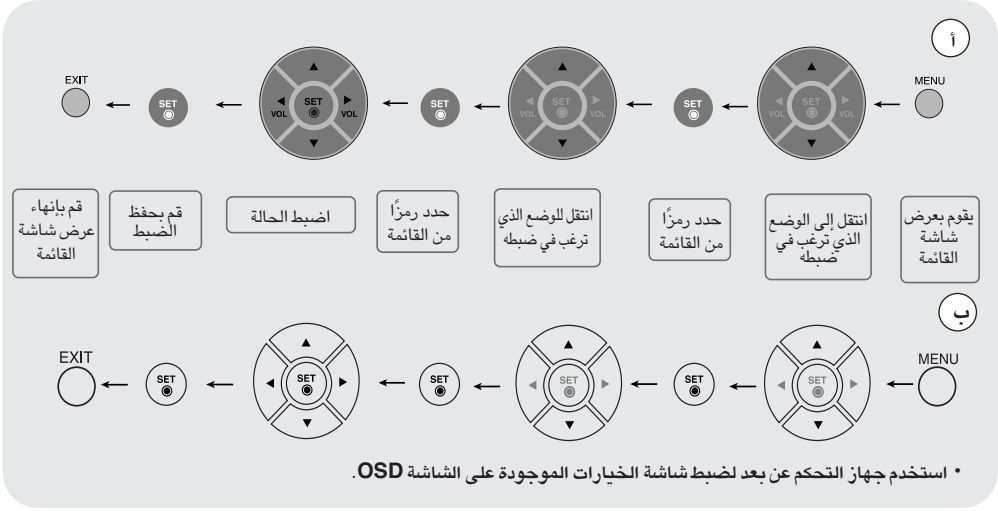 أ
MENU
SET
VOL VOL
SET
SET
VOL VOL
SET
SET
VOL VOL
SET
EXIT
يقوم بعرض
شاشة
القائمة
انتقل إلى الوضع
الذي ترغب في
ضبطه
حدد رمزًا
من القائمة
انتقل للوضع الذي
ترغب في ضبطه
حدد رمزًا
من القائمة
اضبط الحالة
قم بحفظ
الضبط
قم بإنهاء
عرض شاشة
القائمة
ب
MENU
SET
SET
SET
SET
SET
SET
EXIT
• استخدم جهاز التحكم عن بعد لضبط شاشة الخيارات الموجودة على الشاشة OSD.